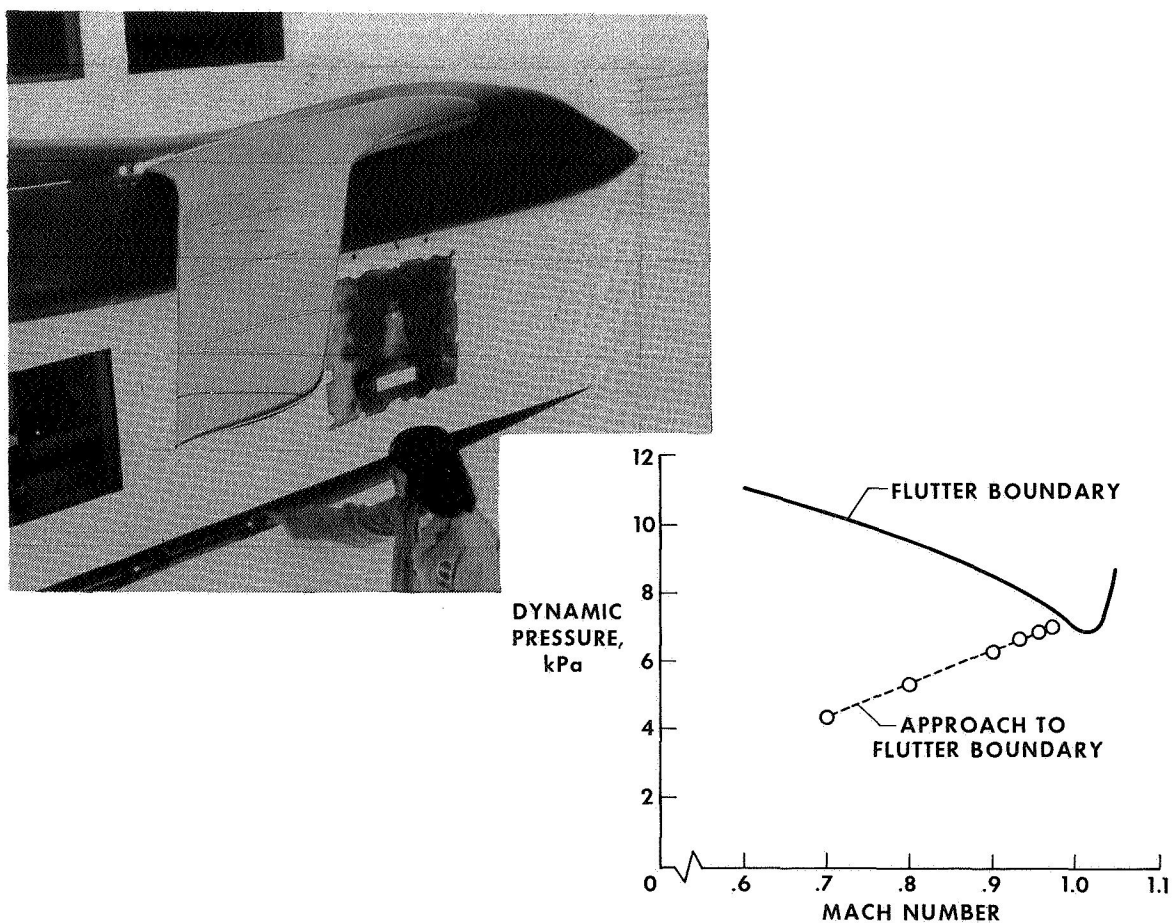 12
10
8
6
4
2
0
DYNAMIC
PRESSURE,
kPa
FLUTTER BOUNDARY
APPROACH TO
FLUTTER BOUNDARY
.6 .7 .8 .9 1.0 1.1
MACH NUMBER